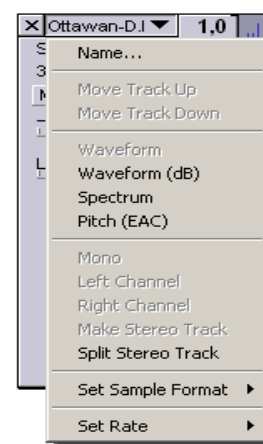 Ottawan-D.I 1,0
Name...
Move Track Up
Move Track Down
Waveform
Waveform (dB)
Spectrum
Pitch (EAC)
Mono
Left Channel
Right Channel
Make Stereo Track
Split Stereo Track
Set Sample Format
Set Rate